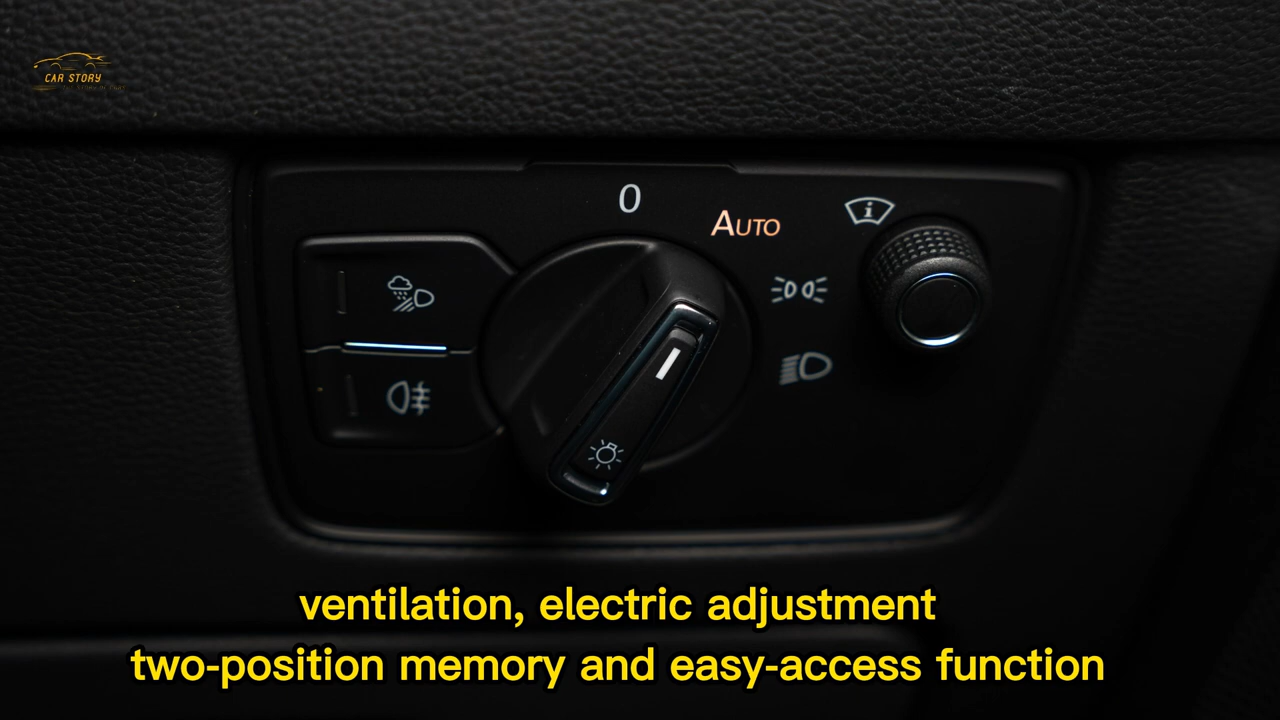 CAR STORY
0
AUTO
i
ventilation, electric adjustment
two-position memory and easy-access function